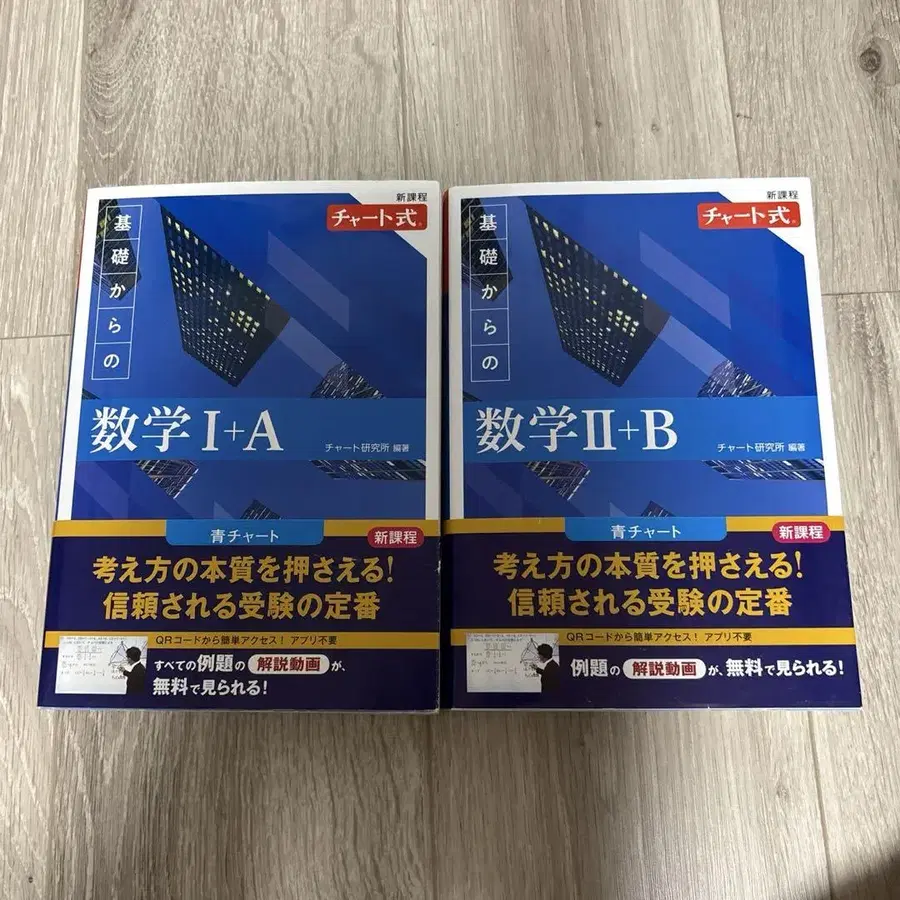 新課程
チャート式®
基礎からの
数学Ⅰ+A
チャート研究所 編著
青チャート
新課程
考え方の本質を押さえる!
信頼される受験の定番
QRコードから簡単アクセス! アプリ不要
すべての例題の 解説動画 が、
無料で見られる!
新課程
チャート式®
基礎からの
数学Ⅱ+B
チャート研究所 編著
青チャート
新課程
考え方の本質を押さえる!
信頼される受験の定番
QRコードから簡単アクセス! アプリ不要
例題の 解説動画 が、無料で見られる!